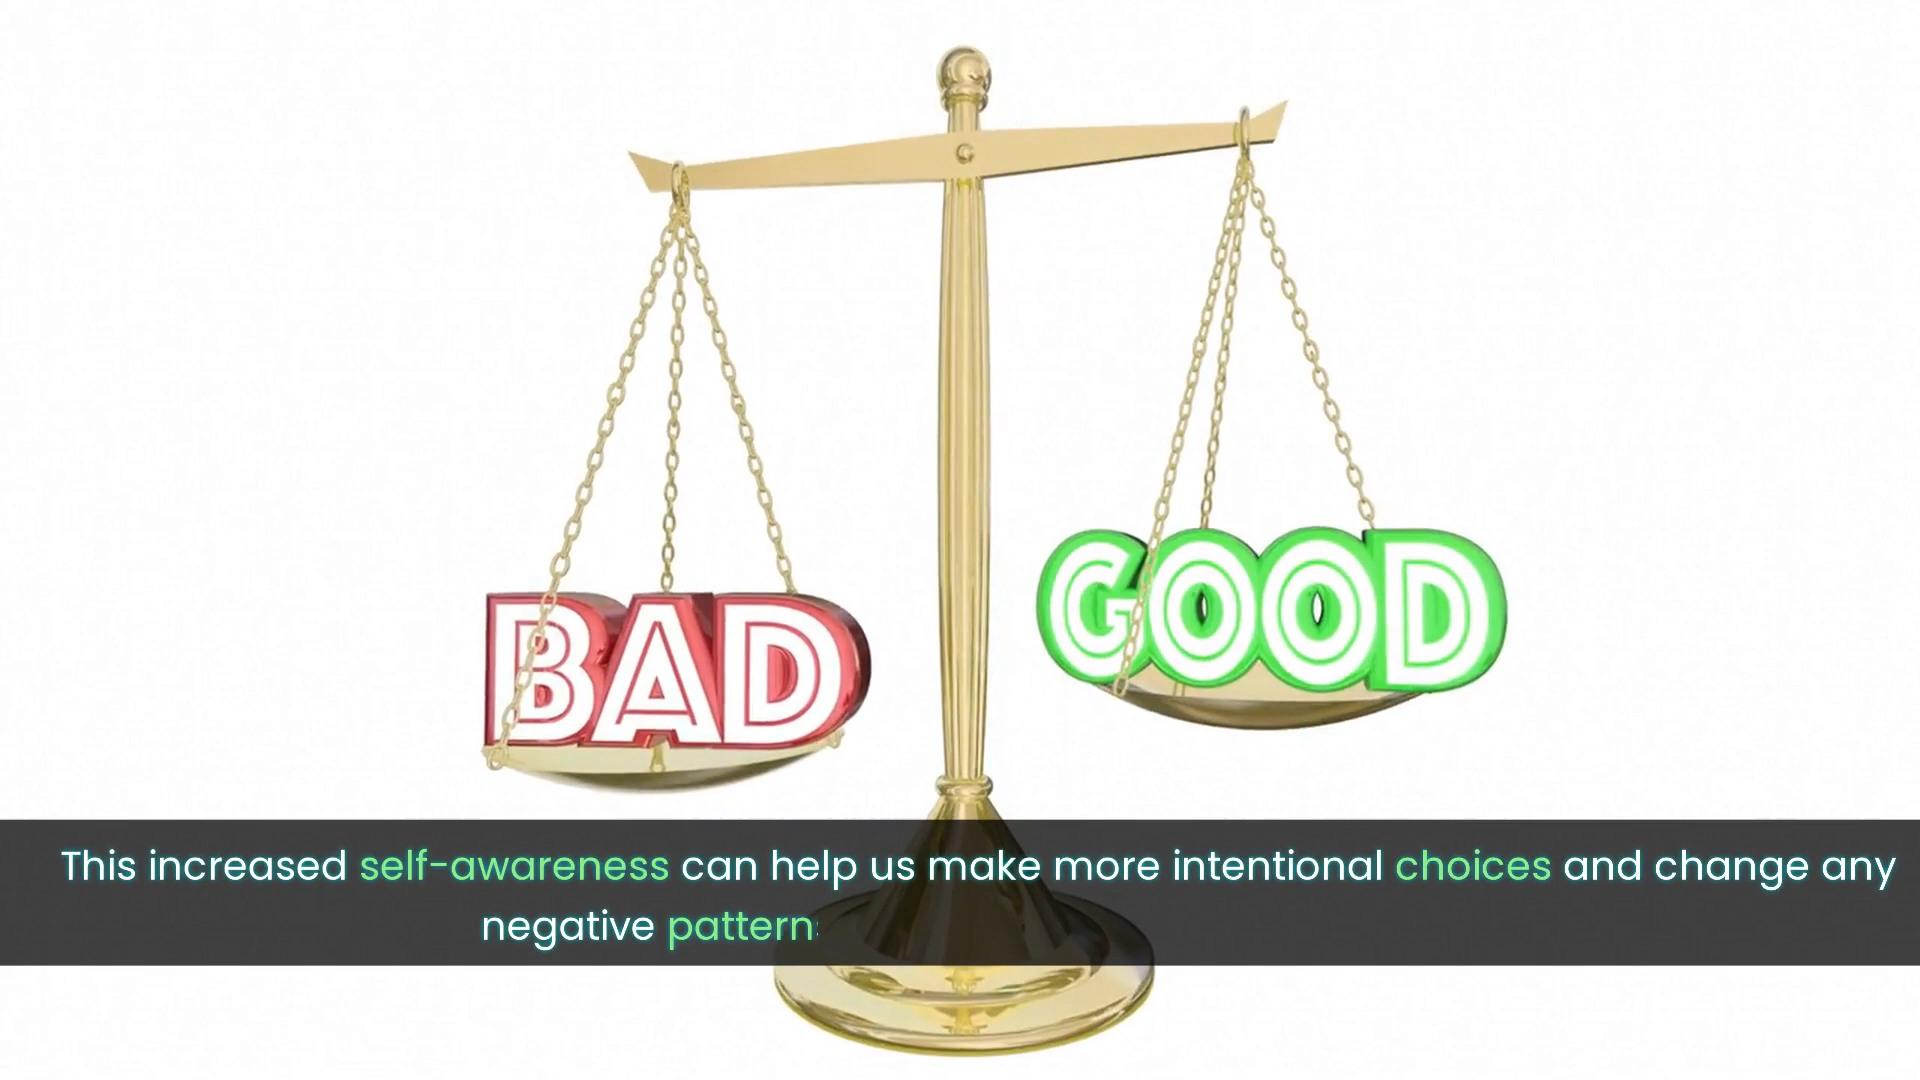 BAD
GOOD
This increased self-awareness can help us make more intentional choices and change any
negative pattern